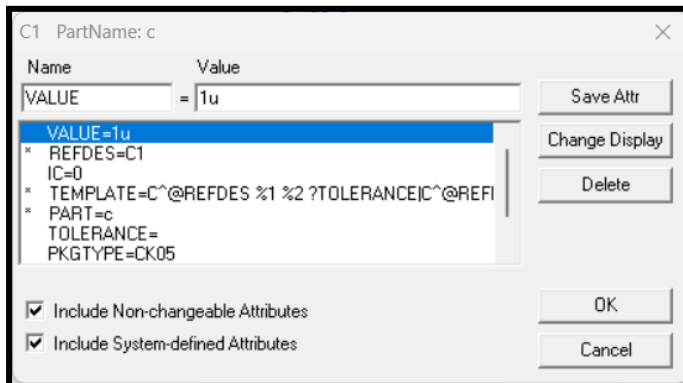 C1 PartName: c
Name Value
VALUE = 1u
Save Attr
VALUE=1u
* REFDES=C1
IC=0
* TEMPLATE=C^@REFDES %1 %2 ?TOLERANCE|C^@REFI
* PART=c
TOLERANCE=
PKGTYPE=CK05
Change Display
Delete
Include Non-changeable Attributes
Include System-defined Attributes
OK
Cancel